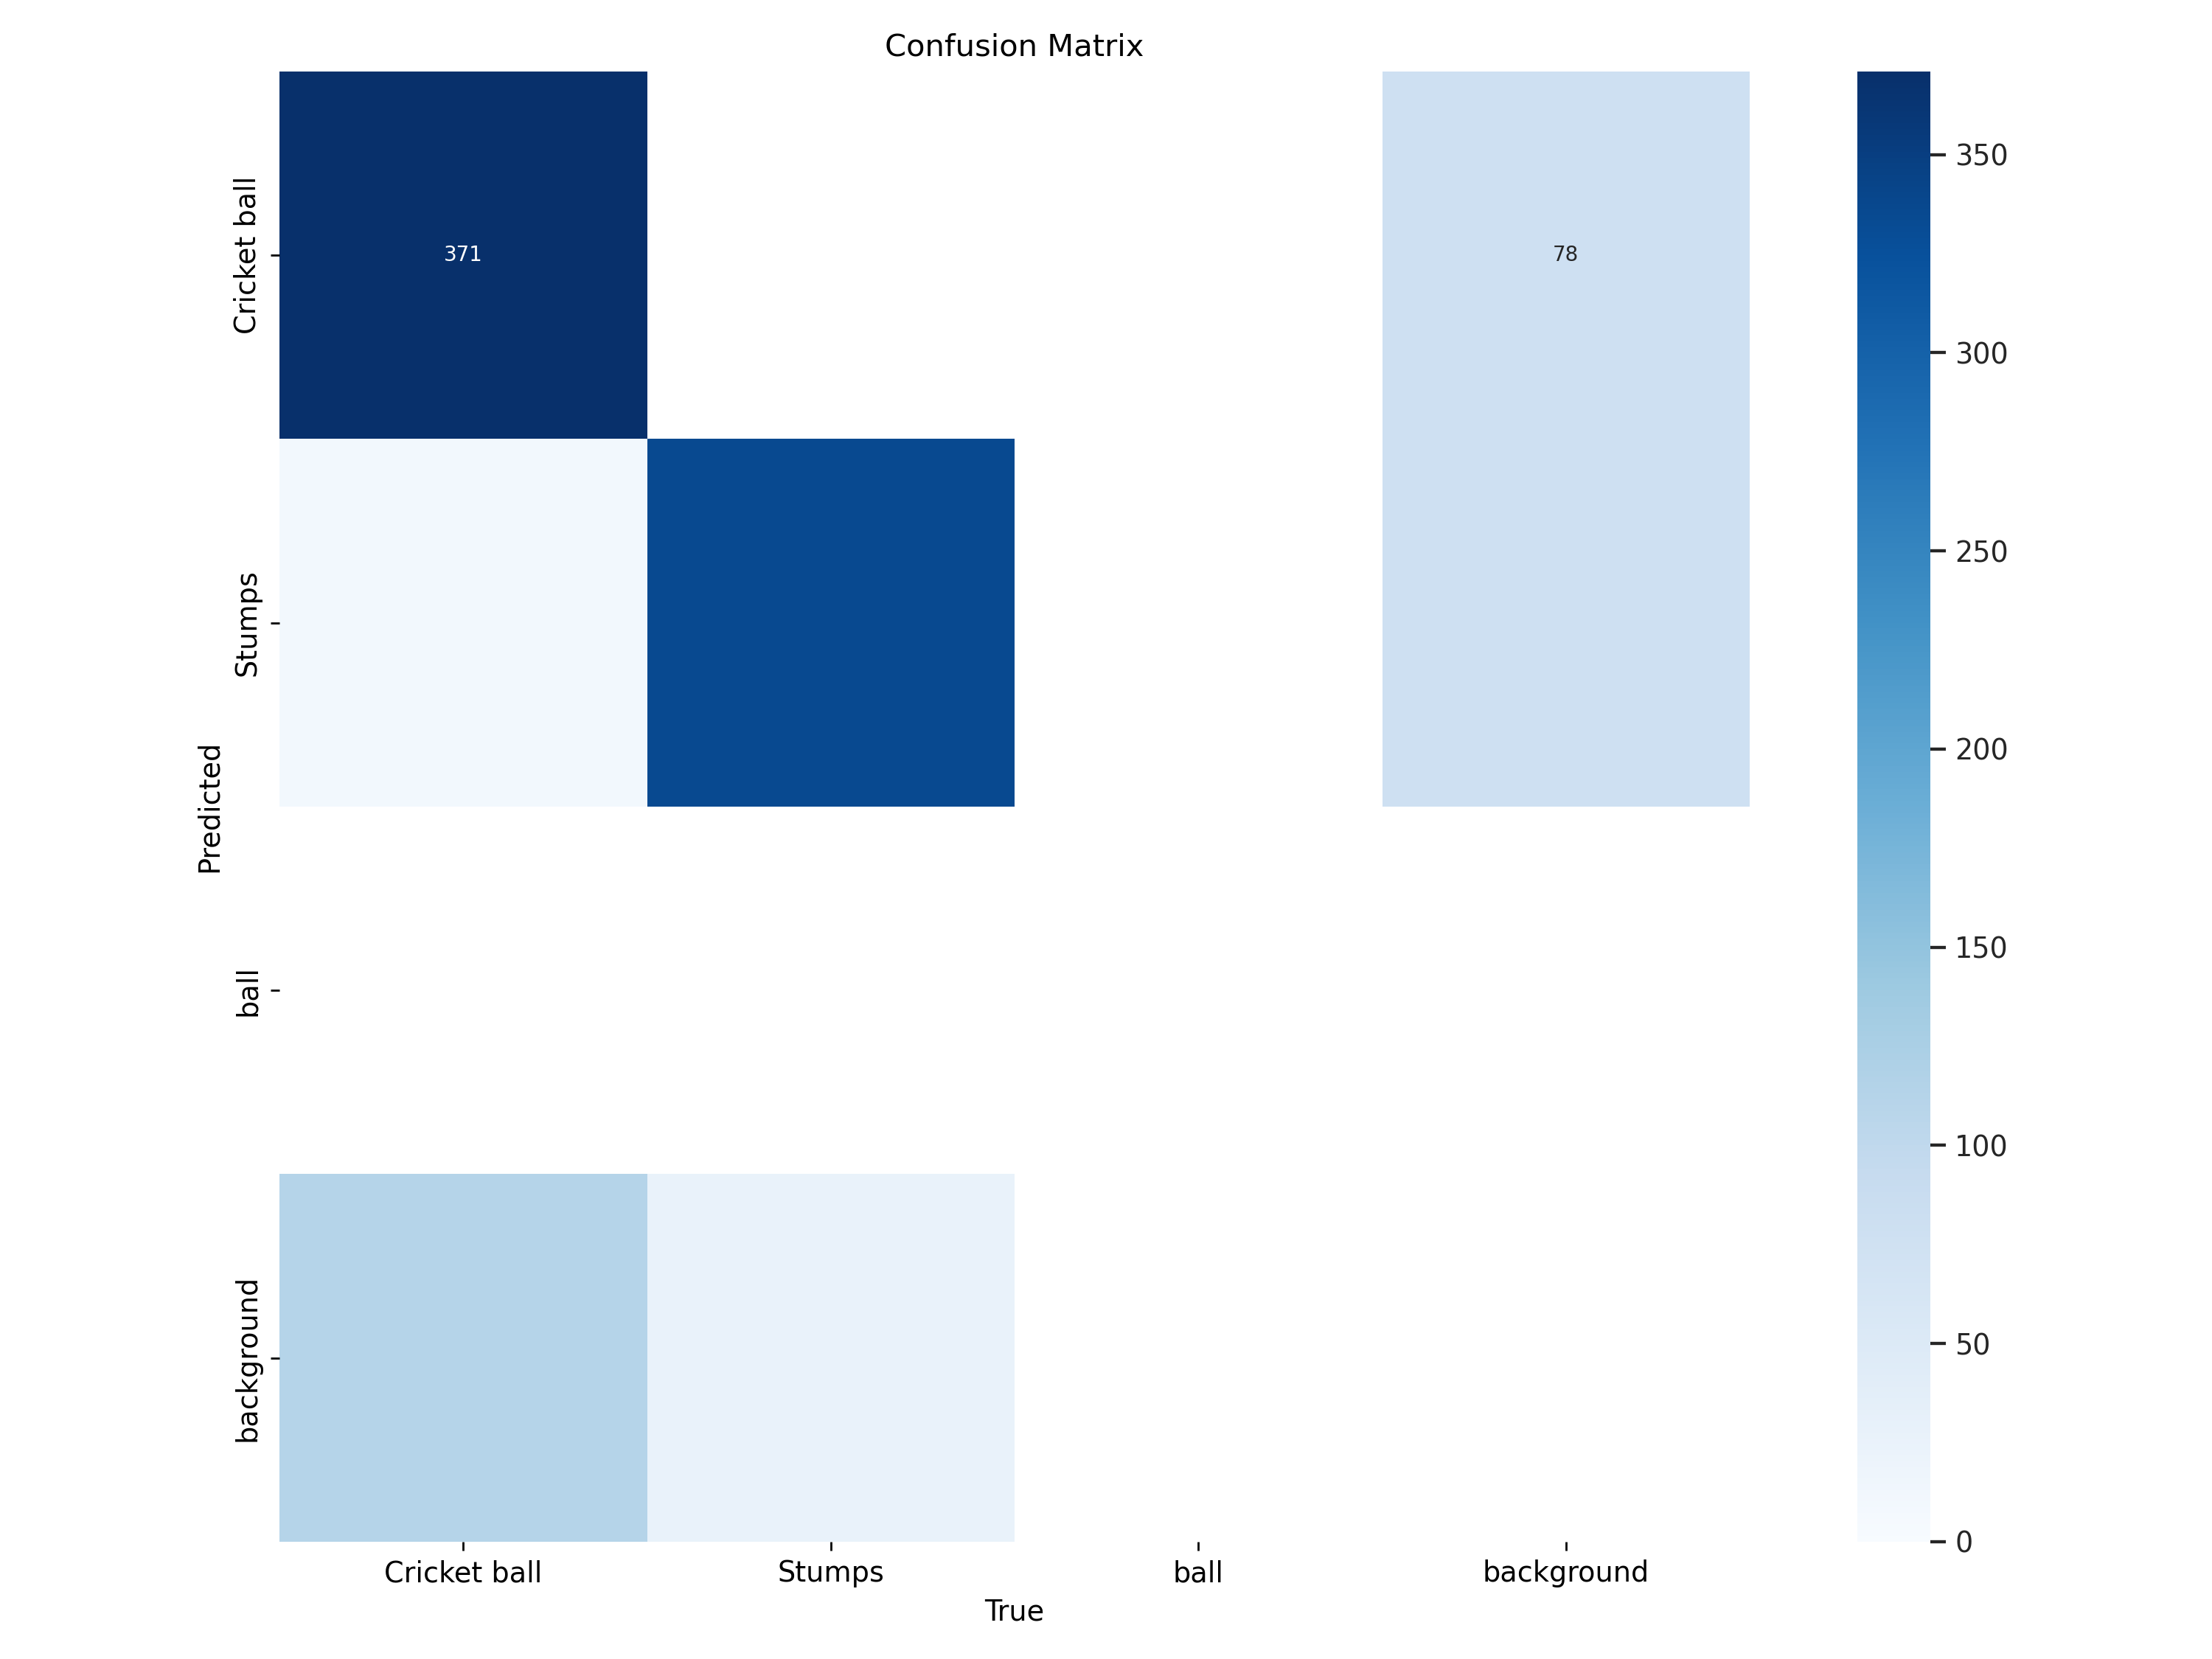 Confusion Matrix
Cricket ball
Stumps
ball
background
Predicted
371
78
Cricket ball
Stumps
ball
background
True
350
300
250
200
150
100
50
0